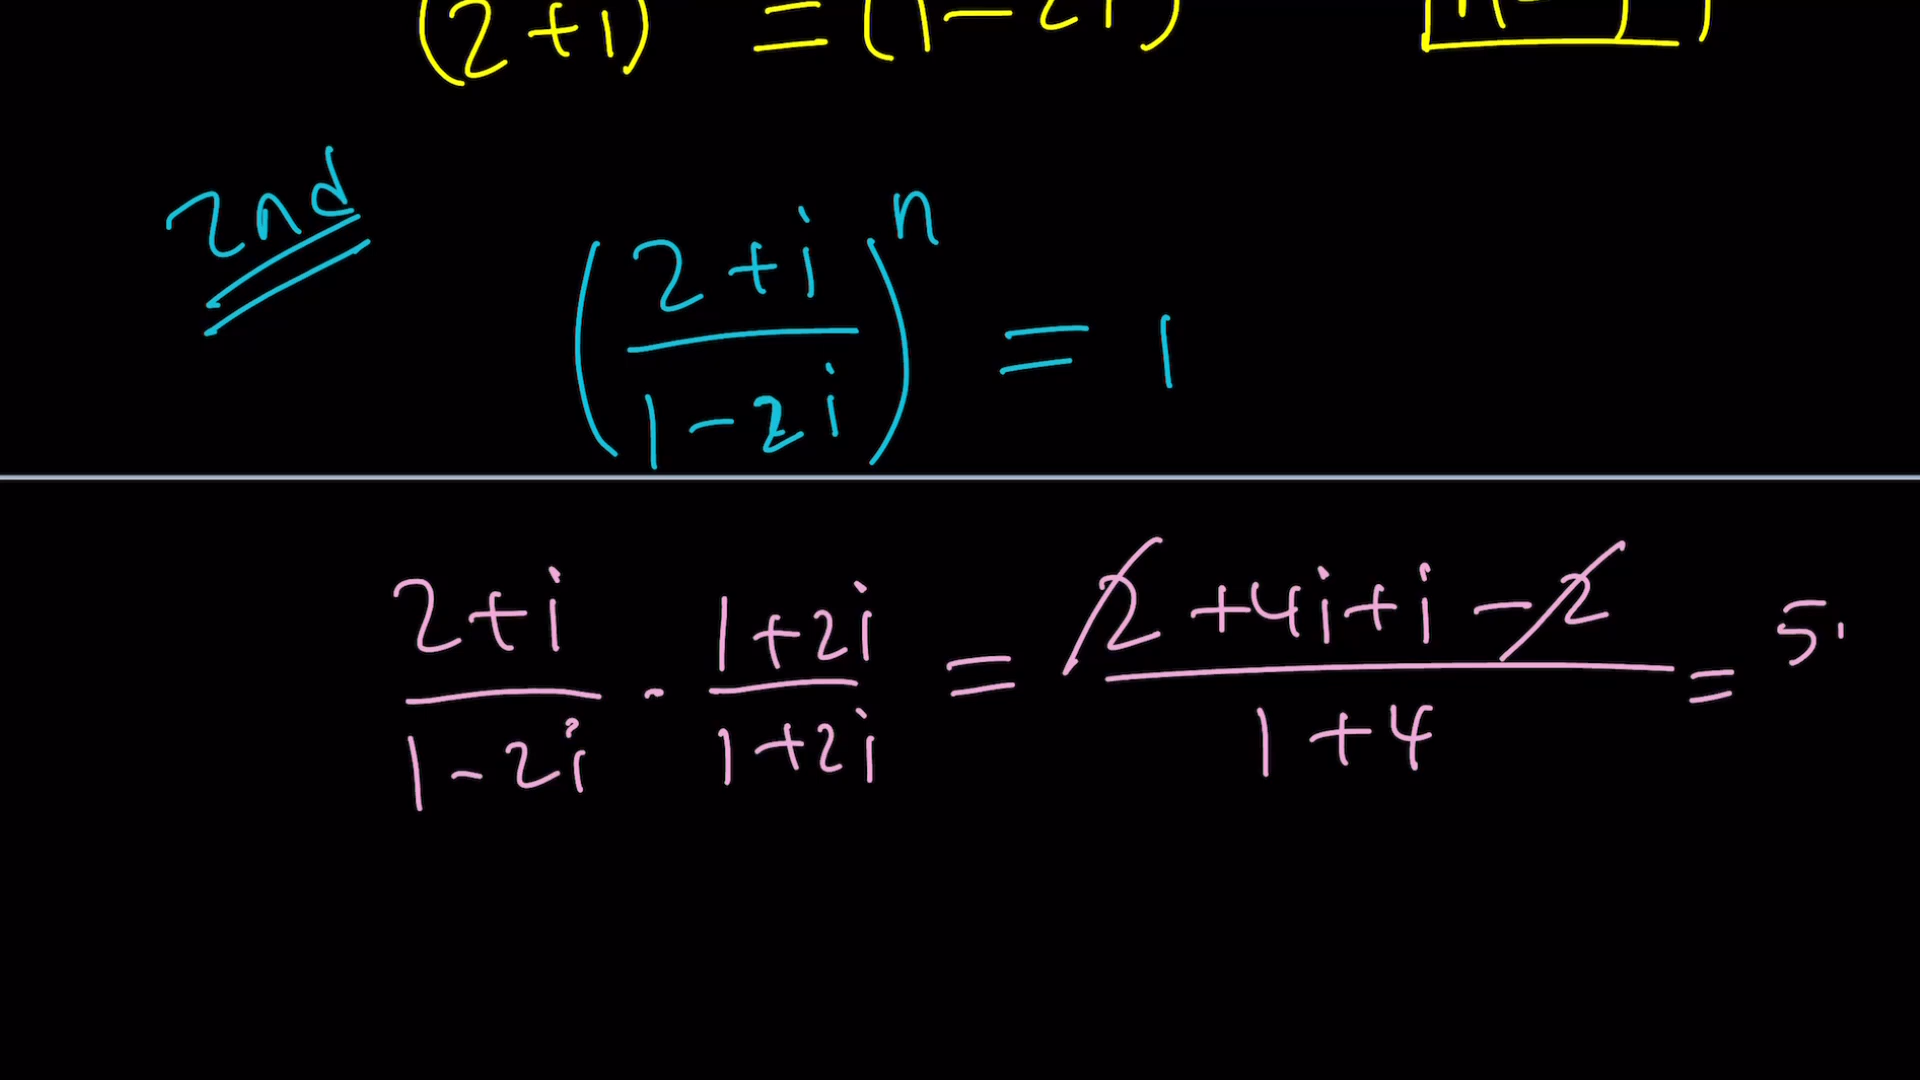 (2+i) = (1-2i)
2nd
((2+i)/(1-2i))^n = 1
(2+i)/(1-2i) · (1+2i)/(1+2i) = (2+4i+i-2)/(1+4) = 5